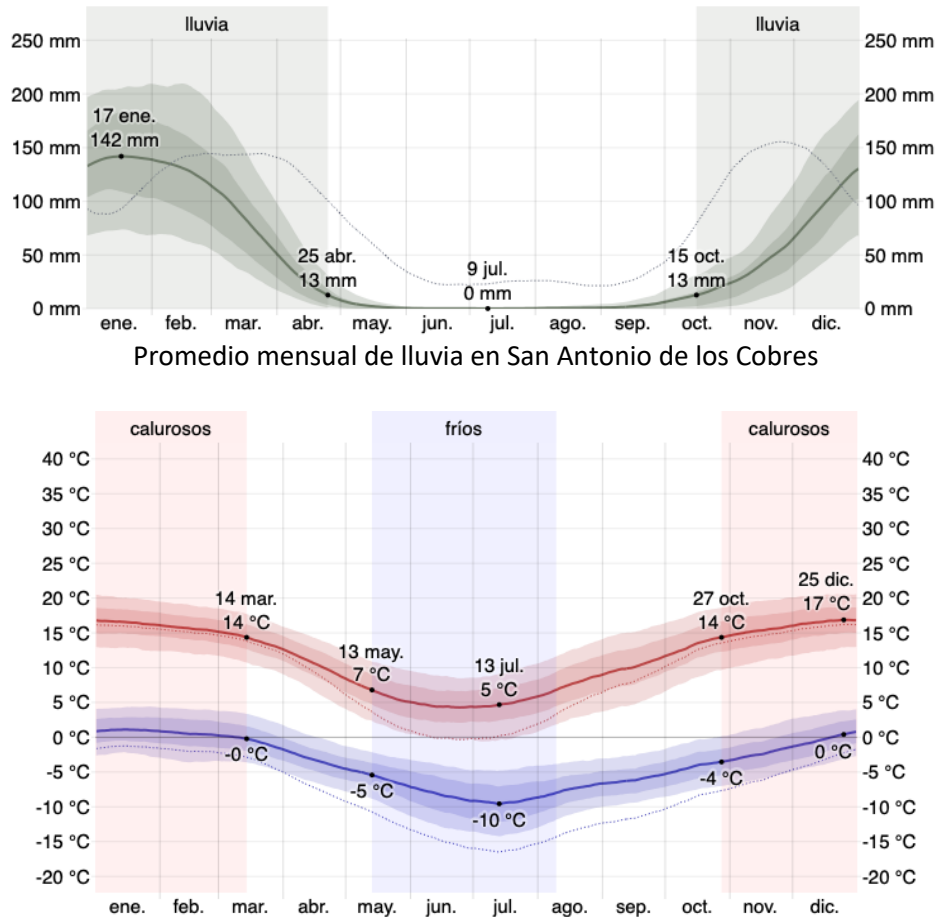 lluvia lluvia
250 mm 250 mm
200 mm 200 mm
17 ene.
142 mm
150 mm 150 mm
100 mm 100 mm
50 mm 50 mm
25 abr.
13 mm
9 jul.
0 mm
15 oct.
13 mm
0 mm 0 mm
ene. feb. mar. abr. may. jun. jul. ago. sep. oct. nov. dic.
Promedio mensual de lluvia en San Antonio de los Cobres
calurosos fríos calurosos
40 °C 40 °C
35 °C 35 °C
30 °C 30 °C
25 °C 25 °C
20 °C 20 °C
14 mar.
14 °C
27 oct.
14 °C
25 dic.
17 °C
15 °C 15 °C
13 may.
7 °C
13 jul.
5 °C
10 °C 10 °C
5 °C 5 °C
0 °C 0 °C
-0 °C
0 °C
-5 °C -5 °C
-5 °C
-4 °C
-10 °C -10 °C
-10 °C
-15 °C -15 °C
-20 °C -20 °C
ene. feb. mar. abr. may. jun. jul. ago. sep. oct. nov. dic.